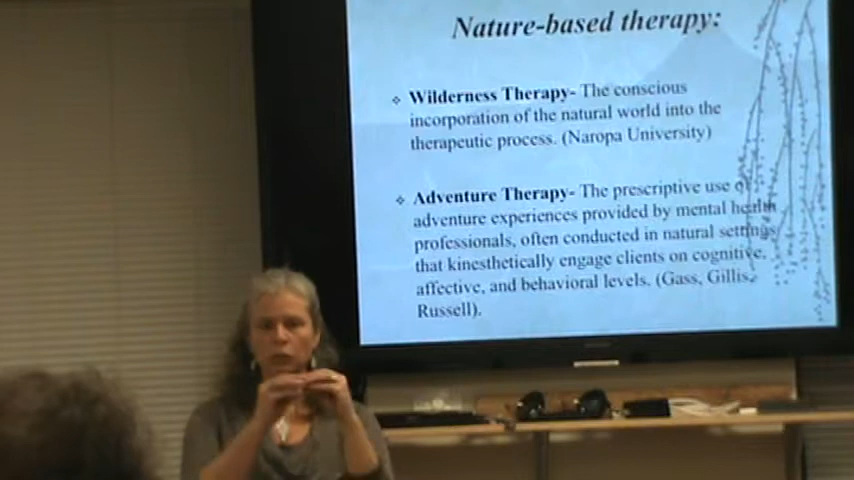 Nature-based therapy:
❖ Wilderness Therapy- The conscious
incorporation of the natural world into the
therapeutic process. (Naropa University)
❖ Adventure Therapy- The prescriptive use of
adventure experiences provided by mental health
professionals, often conducted in natural settings
that kinesthetically engage clients on cognitive,
affective, and behavioral levels. (Gass, Gillis,
Russell).